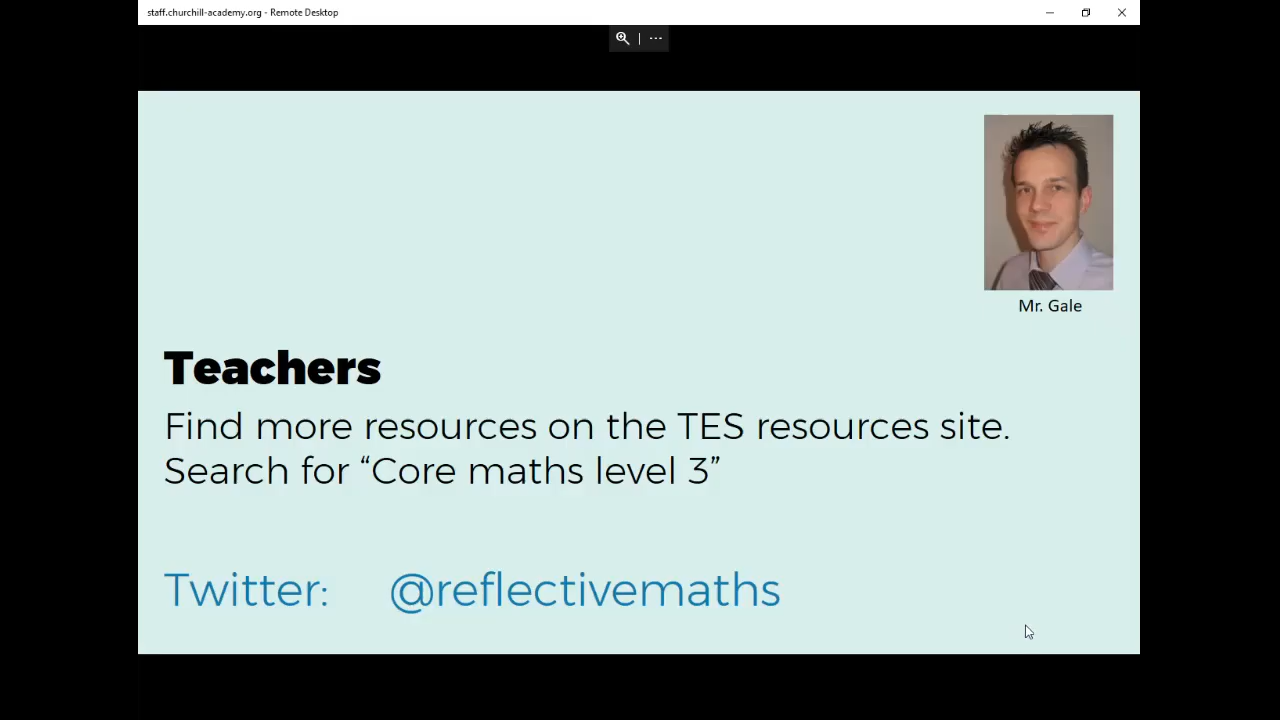 staff.churchill-academy.org - Remote Desktop
Mr. Gale
Teachers
Find more resources on the TES resources site.
Search for “Core maths level 3”
Twitter: @reflectivemaths